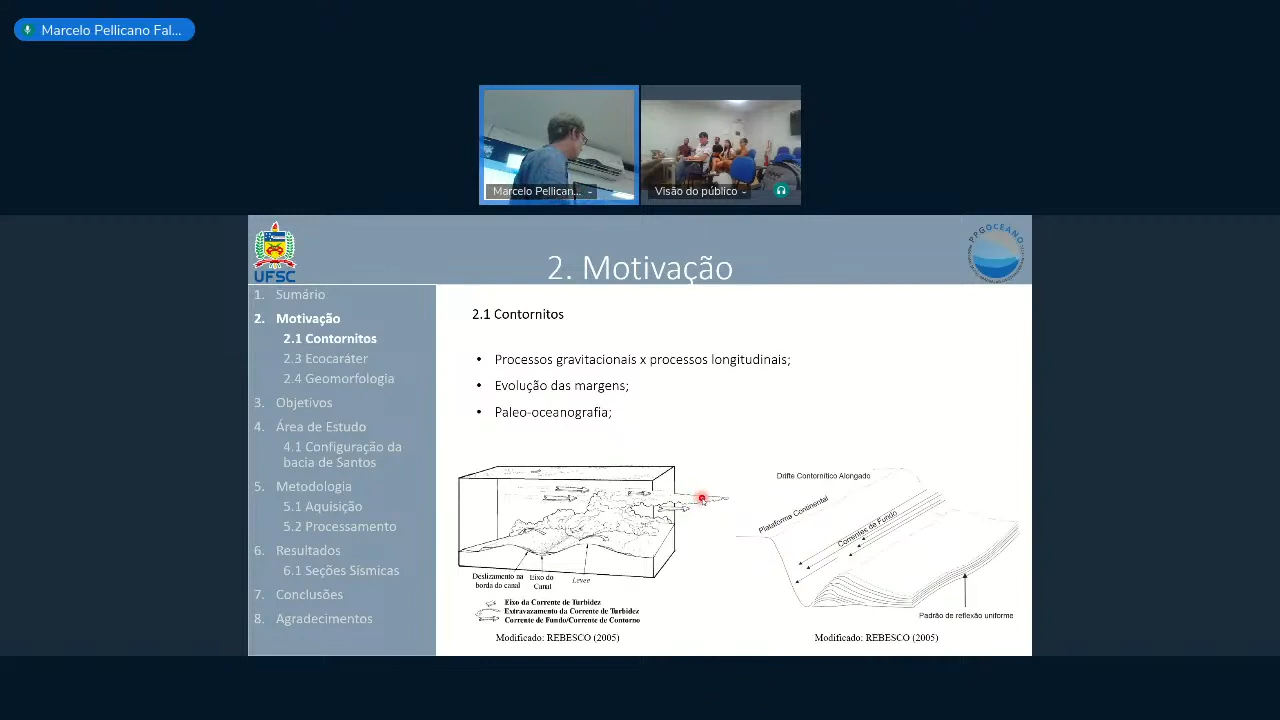 Marcelo Pellicano Fal...
Marcelo Pellican...
Visão do público
UFSC
PPGOCEANO
2. Motivação
1. Sumário
2. Motivação
2.1 Contornitos
2.3 Ecocaráter
2.4 Geomorfologia
3. Objetivos
4. Área de Estudo
4.1 Configuração da
bacia de Santos
5. Metodologia
5.1 Aquisição
5.2 Processamento
6. Resultados
6.1 Seções Sísmicas
7. Conclusões
8. Agradecimentos
2.1 Contornitos
• Processos gravitacionais x processos longitudinais;
• Evolução das margens;
• Paleo-oceanografia;
Deslizamento na
borda do canal
Eixo do
Canal
Levee
Eixo da Corrente de Turbidez
Extravazamento da Corrente de Turbidez
Corrente de Fundo/Corrente de Contorno
Modificado: REBESCO (2005)
Drifte Contornítico Alongado
Plataforma Continental
Correntes de Fundo
Padrão de reflexão uniforme
Modificado: REBESCO (2005)